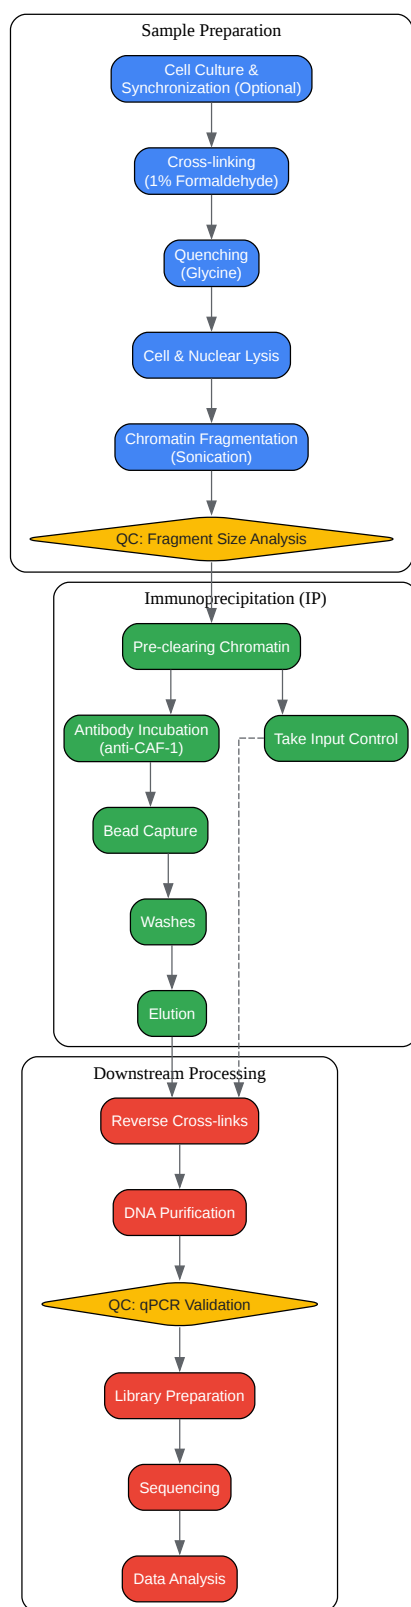 Sample Preparation
Cell Culture &
Synchronization (Optional)
Cross-linking
(1% Formaldehyde)
Quenching
(Glycine)
Cell & Nuclear Lysis
Chromatin Fragmentation
(Sonication)
QC: Fragment Size Analysis
Immunoprecipitation (IP)
Pre-clearing Chromatin
Antibody Incubation
(anti-CAF-1)
Take Input Control
Bead Capture
Washes
Elution
Downstream Processing
Reverse Cross-links
DNA Purification
QC: qPCR Validation
Library Preparation
Sequencing
Data Analysis